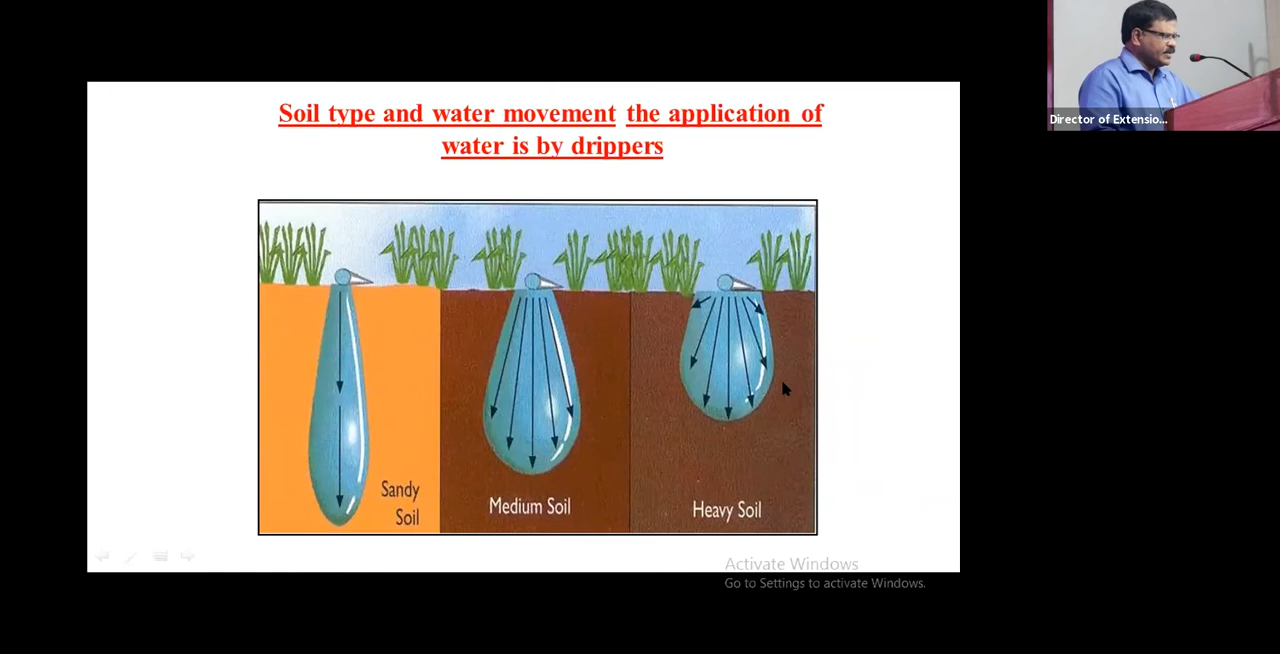 Soil type and water movement the application of
water is by drippers
Director of Extensio...
Sandy
Soil
Medium Soil
Heavy Soil
Activate Windows
Go to Settings to activate Windows.